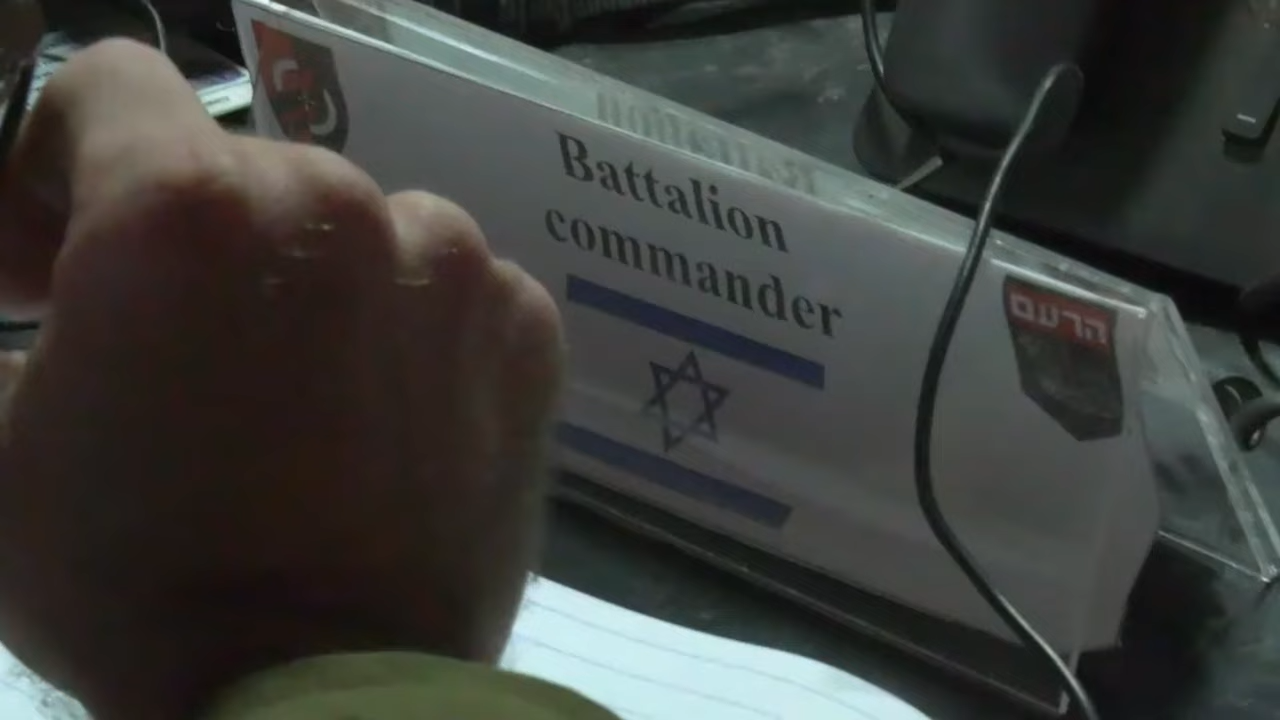 Battalion
commander
הרעם